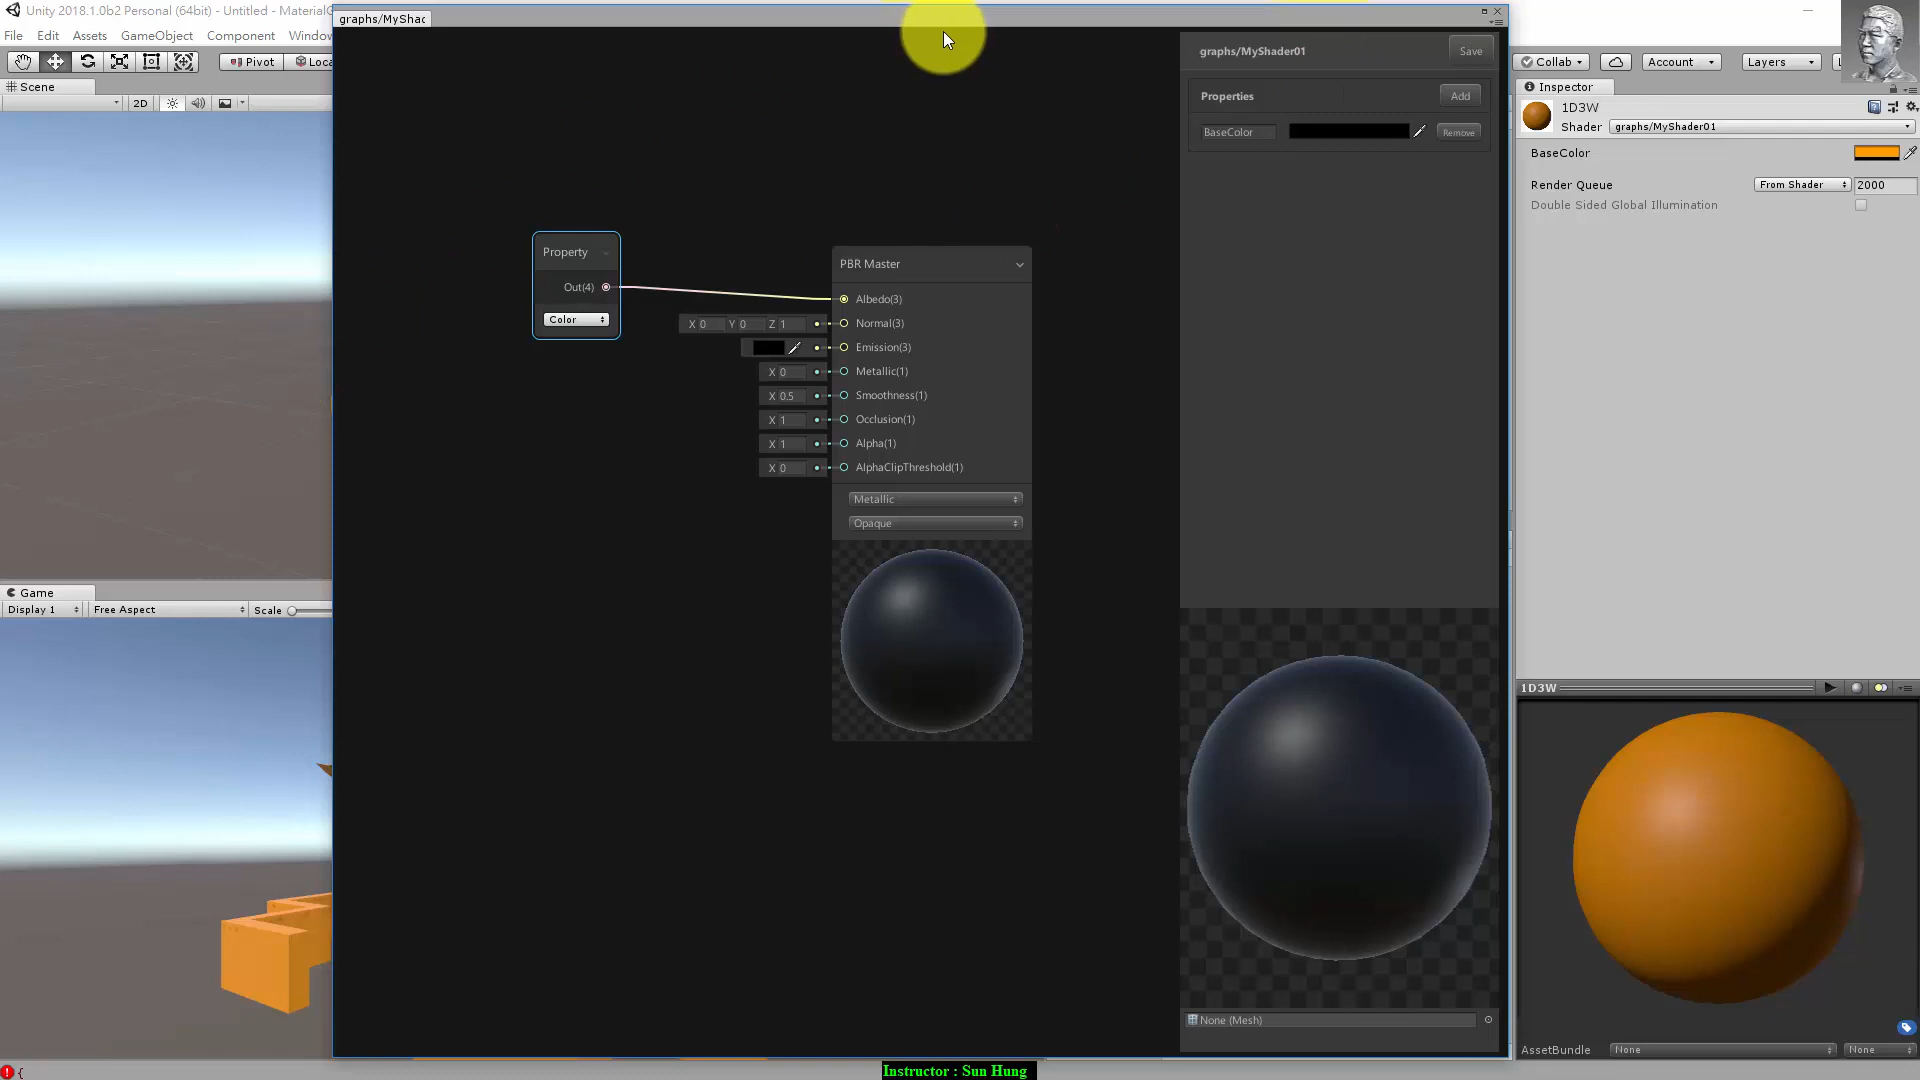 Unity 2018.1.0b2 Personal (64bit) - Untitled - MaterialG
File Edit Assets GameObject Component Window
Pivot
Loca
Collab
Account
Layers
L
Scene
2D
graphs/MyShac
graphs/MyShader01
Save
Properties
Add
BaseColor
Remove
Property
Out(4)
Color
PBR Master
Albedo(3)
X 0 Y 0 Z 1
Normal(3)
Emission(3)
X 0
Metallic(1)
X 0.5
Smoothness(1)
X 1
Occlusion(1)
X 1
Alpha(1)
X 0
AlphaClipThreshold(1)
Metallic
Opaque
None (Mesh)
Inspector
1D3W
Shader
graphs/MyShader01
BaseColor
Render Queue
From Shader
2000
Double Sided Global Illumination
Game
Display 1
Free Aspect
Scale
1D3W
AssetBundle
None
None
{
Instructor : Sun Hung